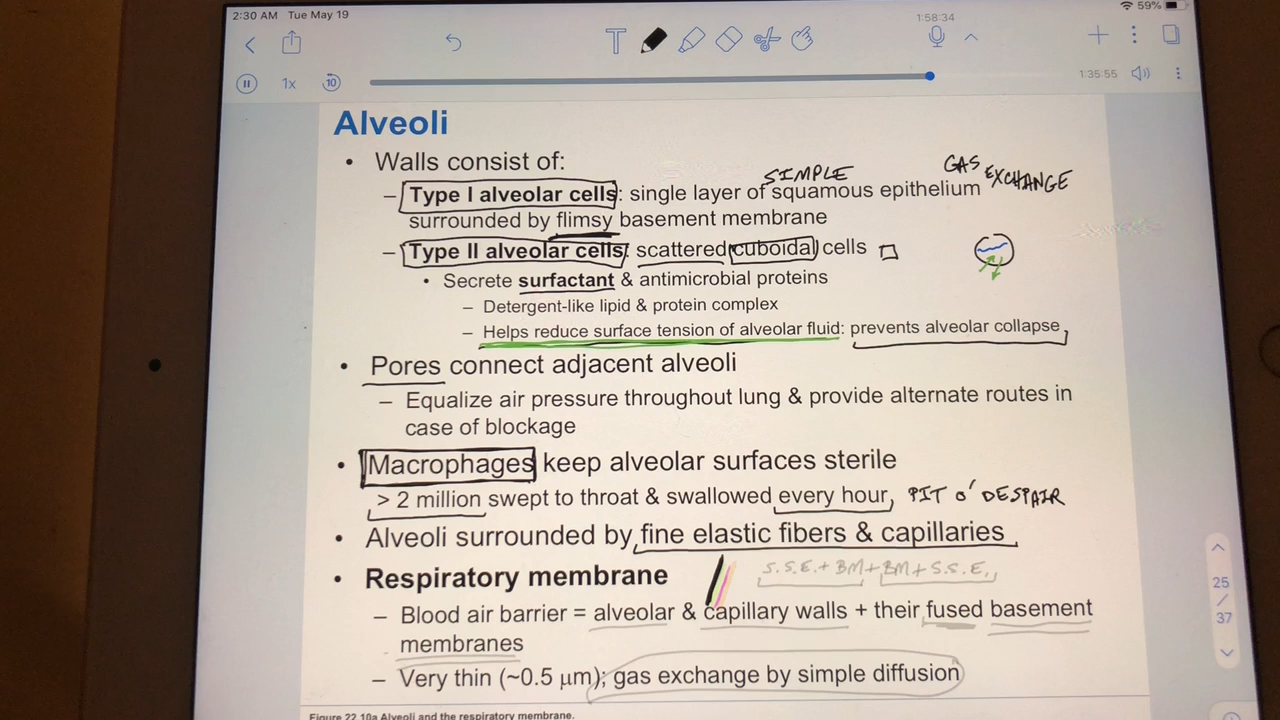 2:30 AM Tue May 19
59%
1:58:34
T
1x
10
1:35:55
Alveoli
• Walls consist of:
SIMPLE
GAS EXCHANGE
– Type I alveolar cells: single layer of squamous epithelium
surrounded by flimsy basement membrane
– Type II alveolar cells: scattered cuboidal cells
• Secrete surfactant & antimicrobial proteins
– Detergent-like lipid & protein complex
– Helps reduce surface tension of alveolar fluid: prevents alveolar collapse
• Pores connect adjacent alveoli
– Equalize air pressure throughout lung & provide alternate routes in
case of blockage
• Macrophages keep alveolar surfaces sterile
> 2 million swept to throat & swallowed every hour, PIT O' DESPAIR
• Alveoli surrounded by fine elastic fibers & capillaries
• Respiratory membrane S.S.E.+BM+BM+S.S.E.
– Blood air barrier = alveolar & capillary walls + their fused basement
membranes
– Very thin (~0.5 μm); gas exchange by simple diffusion
25
/
37
Figure 22.10a Alveoli and the respiratory membrane.